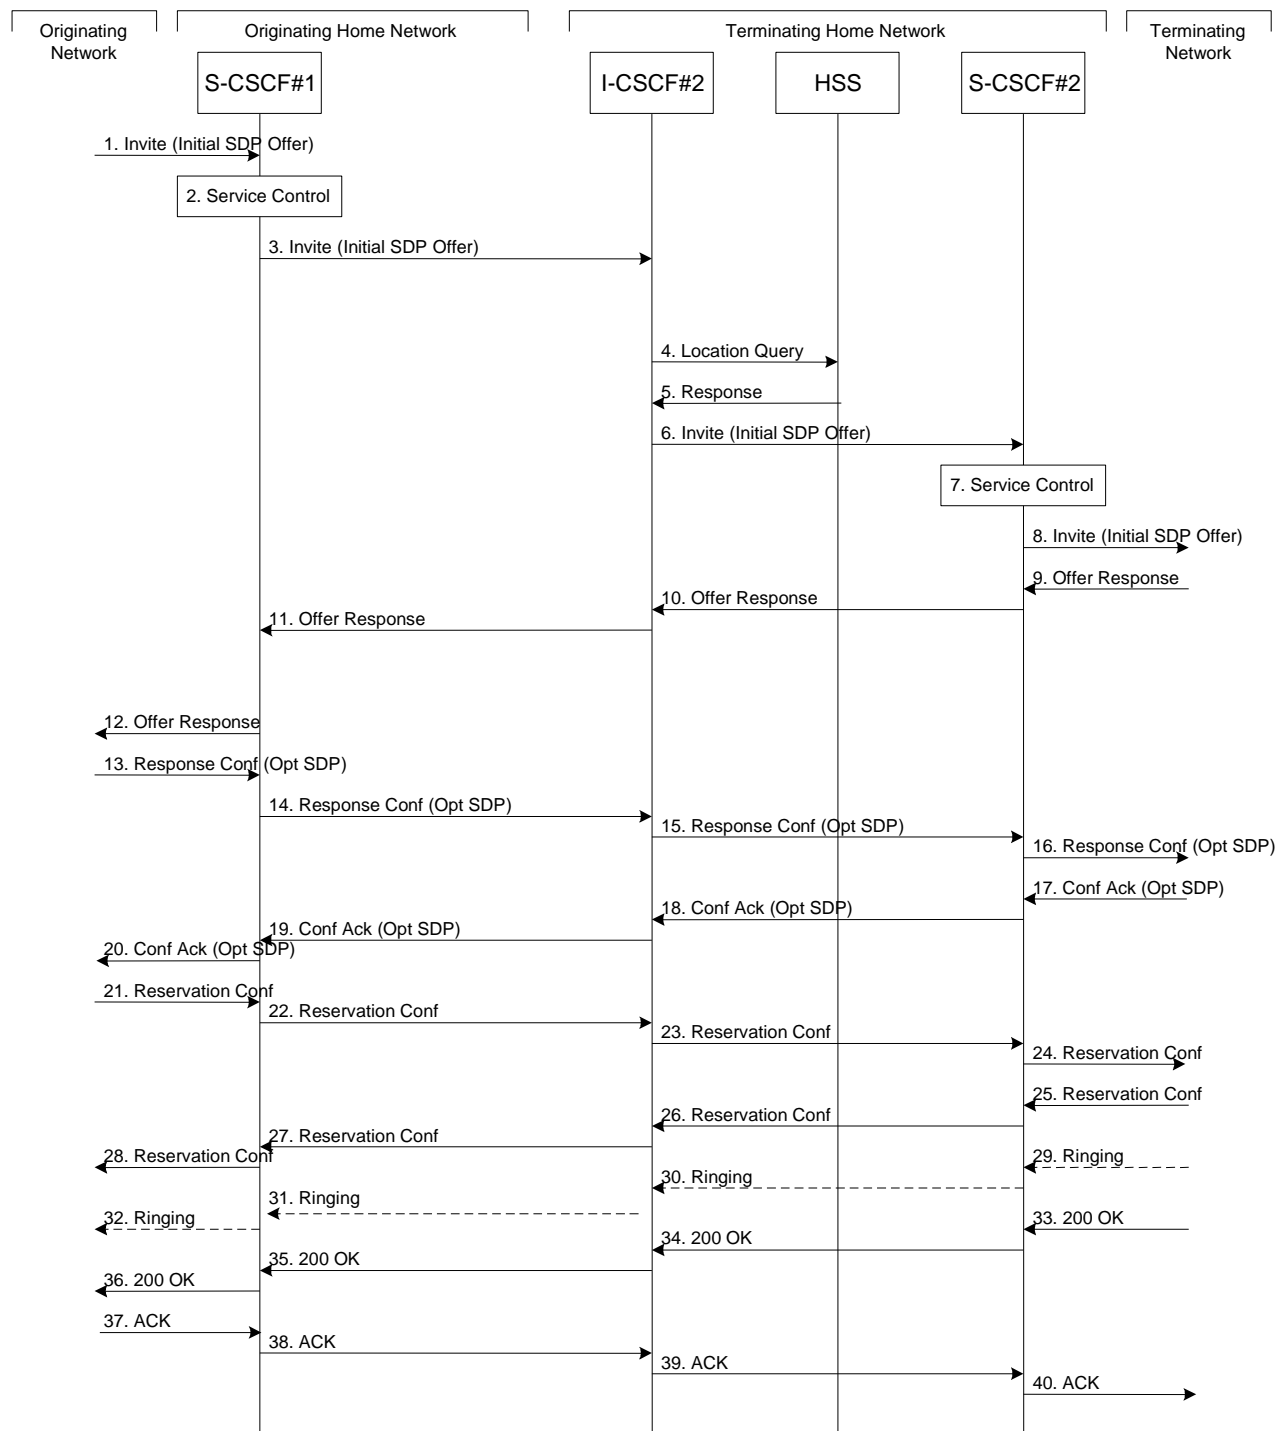 Originating
Network
Originating Home Network
Terminating Home Network
Terminating
Network
S-CSCF#1
I-CSCF#2
HSS
S-CSCF#2
1. Invite (Initial SDP Offer)
2. Service Control
3. Invite (Initial SDP Offer)
4. Location Query
5. Response
6. Invite (Initial SDP Offer)
7. Service Control
8. Invite (Initial SDP Offer)
9. Offer Response
10. Offer Response
11. Offer Response
12. Offer Response
13. Response Conf (Opt SDP)
14. Response Conf (Opt SDP)
15. Response Conf (Opt SDP)
16. Response Conf (Opt SDP)
17. Conf Ack (Opt SDP)
18. Conf Ack (Opt SDP)
19. Conf Ack (Opt SDP)
20. Conf Ack (Opt SDP)
21. Reservation Conf
22. Reservation Conf
23. Reservation Conf
24. Reservation Conf
25. Reservation Conf
26. Reservation Conf
27. Reservation Conf
28. Reservation Conf
29. Ringing
30. Ringing
31. Ringing
32. Ringing
33. 200 OK
34. 200 OK
35. 200 OK
36. 200 OK
37. ACK
38. ACK
39. ACK
40. ACK